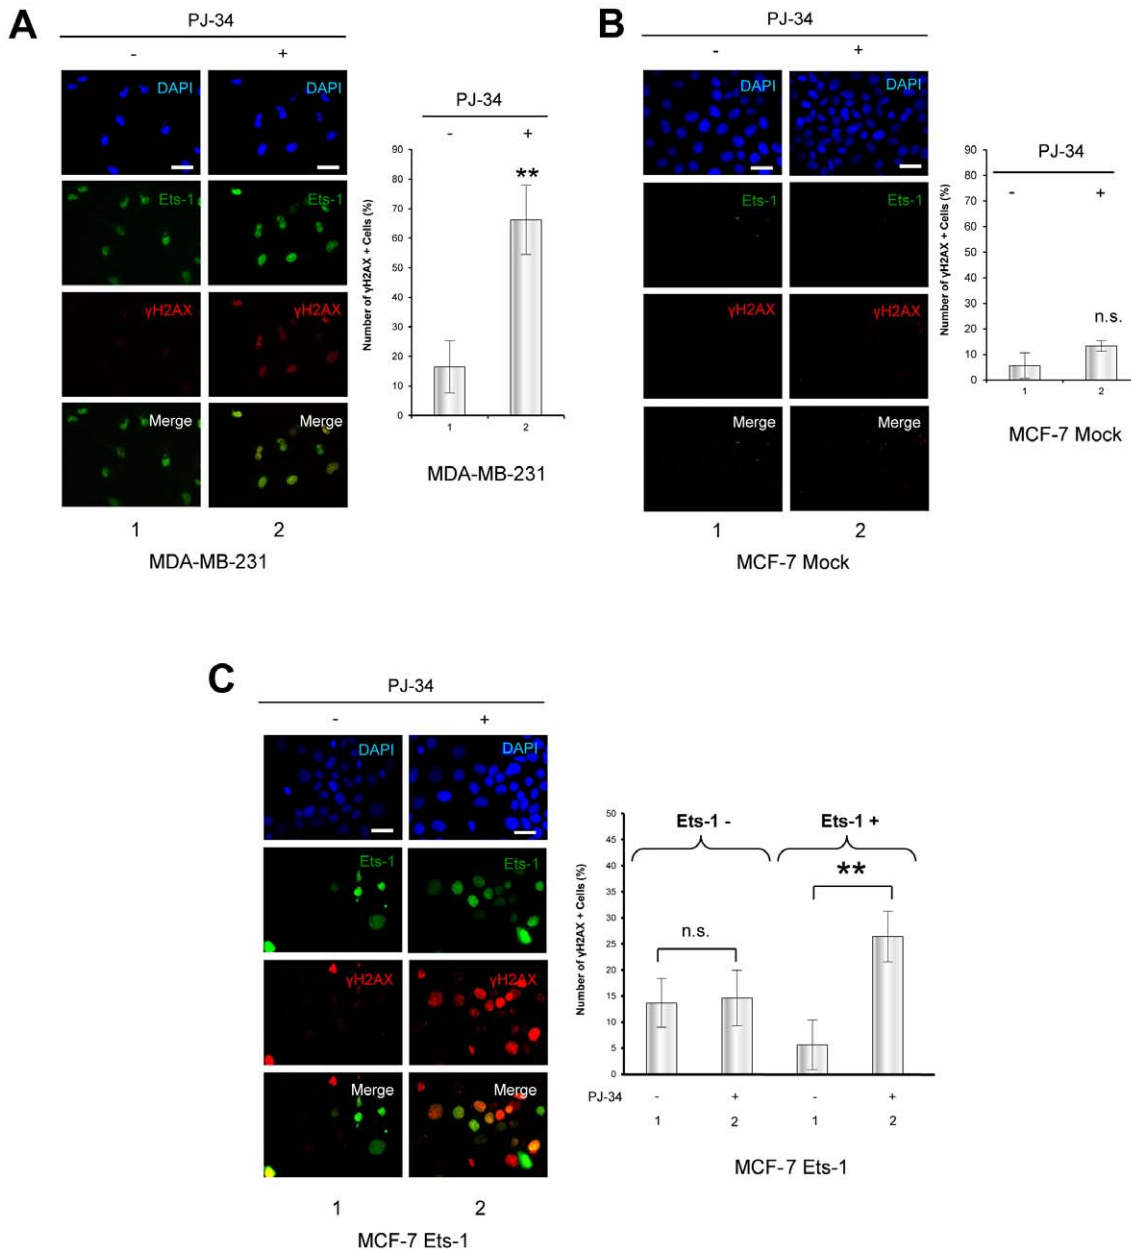 A
PJ-34
- +
DAPI DAPI
Ets-1 Ets-1
γH2AX γH2AX
Merge Merge
1 2
MDA-MB-231
PJ-34
- +
Number of γH2AX + Cells (%)
90
80
70
60
50
40
30
20
10
0
**
1 2
MDA-MB-231
B
PJ-34
- +
DAPI DAPI
Ets-1 Ets-1
γH2AX γH2AX
Merge Merge
1 2
MCF-7 Mock
PJ-34
- +
Number of γH2AX + Cells (%)
90
80
70
60
50
40
30
20
10
0
n.s.
1 2
MCF-7 Mock
C
PJ-34
- +
DAPI DAPI
Ets-1 Ets-1
γH2AX γH2AX
Merge Merge
1 2
MCF-7 Ets-1
Number of γH2AX + Cells (%)
50
45
40
35
30
25
20
15
10
5
0
Ets-1 - Ets-1 +
**
n.s.
PJ-34 - + - +
1 2 1 2
MCF-7 Ets-1